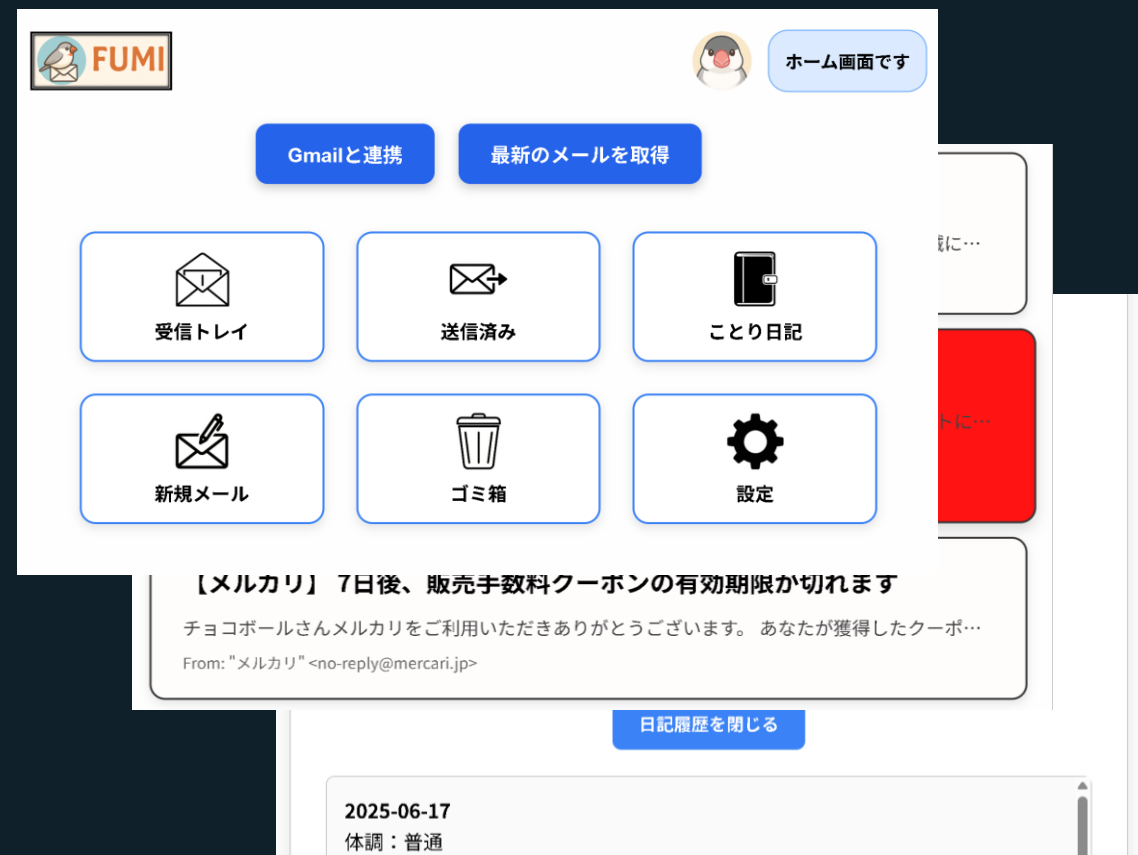 FUMI
ホーム画面です
Gmailと連携
最新のメールを取得
受信トレイ
送信済み
ことり日記
新規メール
ゴミ箱
設定
に…
トに…
【メルカリ】 7日後、販売手数料クーポンの有効期限が切れます
チョコボールさんメルカリをご利用いただきありがとうございます。 あなたが獲得したクーポ…
From: "メルカリ" <no-reply@mercari.jp>
日記履歴を閉じる
2025-06-17
体調：普通